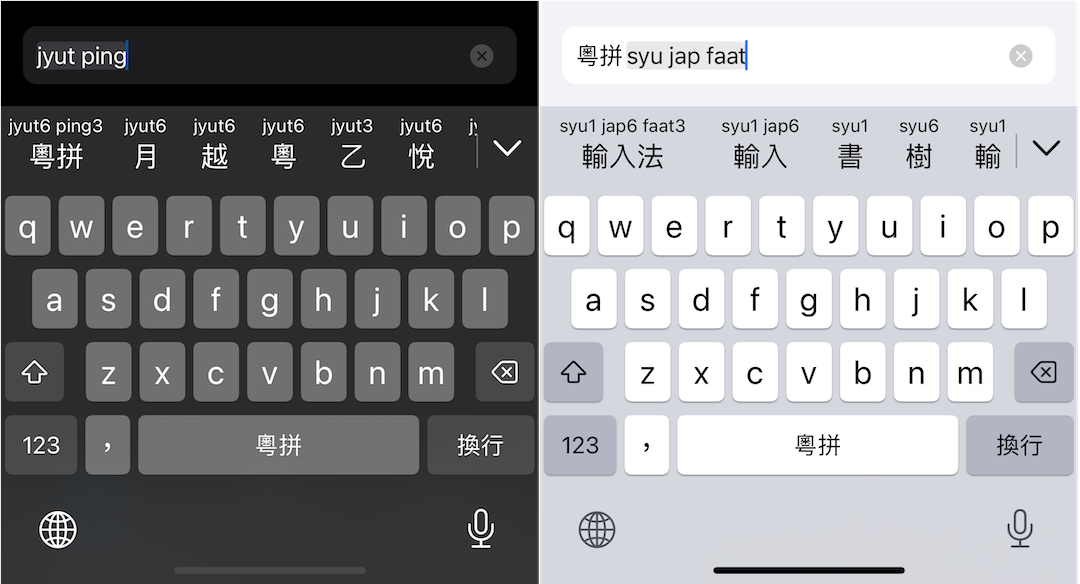 jyut ping
jyut6 ping3 jyut6 jyut6 jyut6 jyut3 jyut6
粵拼 月 越 粵 乙 悅
q w e r t y u i o p
a s d f g h j k l
z x c v b n m
123 ， 粵拼 換行
粵拼 syu jap faat
syu1 jap6 faat3 syu1 jap6 syu1 syu6 syu1
輸入法 輸入 書 樹 輸
q w e r t y u i o p
a s d f g h j k l
z x c v b n m
123 ， 粵拼 換行